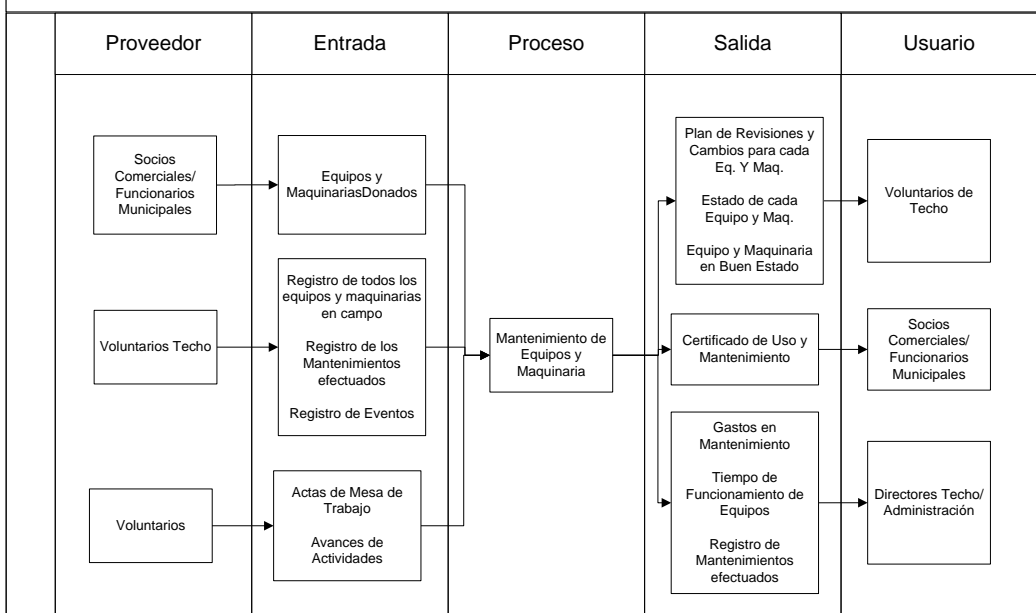 Proveedor
Entrada
Proceso
Salida
Usuario
Socios
Comerciales/
Funcionarios
Municipales
Equipos y
MaquinariasDonados
Plan de Revisiones y
Cambios para cada
Eq. Y Maq.
Estado de cada
Equipo y Maq.
Equipo y Maquinaria
en Buen Estado
Voluntarios de
Techo
Voluntarios Techo
Registro de todos los
equipos y maquinarias
en campo
Registro de los
Mantenimientos
efectuados
Registro de Eventos
Mantenimiento de
Equipos y
Maquinaria
Certificado de Uso y
Mantenimiento
Socios
Comerciales/
Funcionarios
Municipales
Voluntarios
Actas de Mesa de
Trabajo
Avances de
Actividades
Gastos en
Mantenimiento
Tiempo de
Funcionamiento de
Equipos
Registro de
Mantenimientos
efectuados
Directores Techo/
Administración